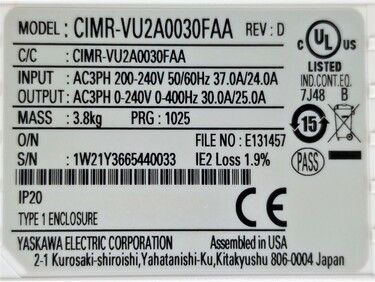 MODEL : CIMR-VU2A0030FAA REV : D
C/C : CIMR-VU2A0030FAA
INPUT : AC3PH 200-240V 50/60Hz 37.0A/24.0A
OUTPUT : AC3PH 0-240V 0-400Hz 30.0A/25.0A
MASS : 3.8kg PRG : 1025
O/N FILE NO : E131457
S/N : 1W21Y3665440033 IE2 Loss 1.9%
IP20
TYPE 1 ENCLOSURE
YASKAWA ELECTRIC CORPORATION Assembled in USA
2-1 Kurosaki-shiroishi,Yahatanishi-Ku,Kitakyushu 806-0004 Japan
c UL US
LISTED
IND.CONT.EQ.
7J48 B
15
PASS
CE